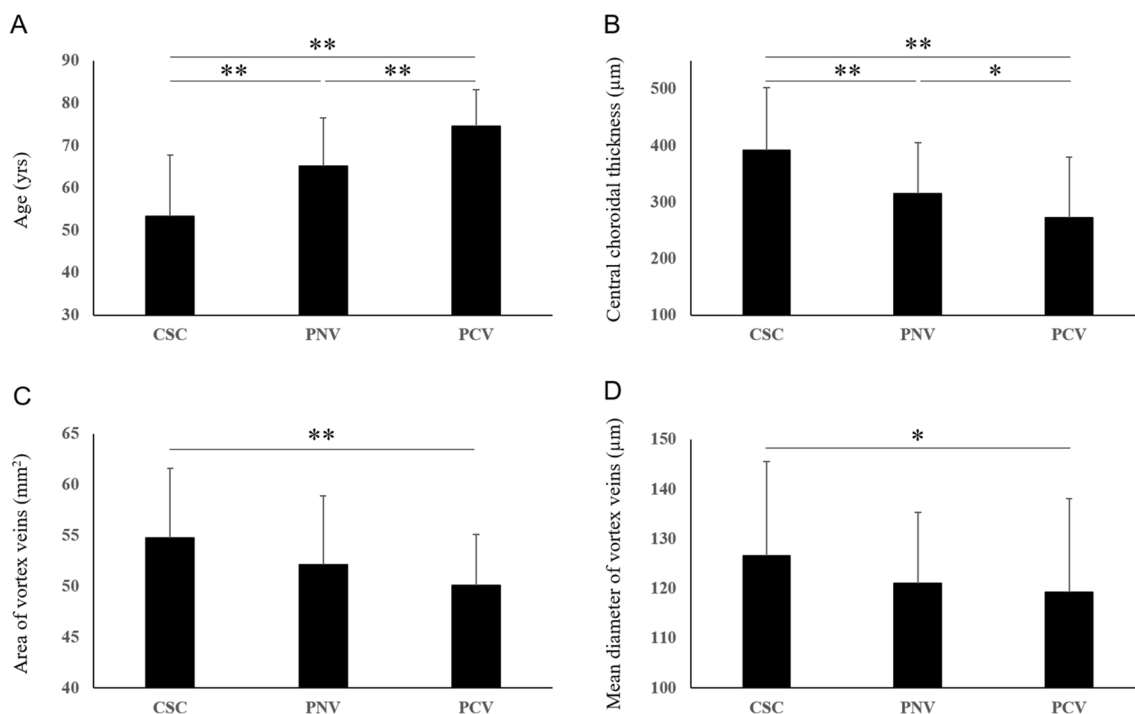 A
**
**
**
90
80
70
60
50
40
30
Age (yrs)
CSC
PNV
PCV
B
**
**
*
500
400
300
200
100
Central choroidal thickness (µm)
CSC
PNV
PCV
C
**
65
60
55
50
45
40
Area of vortex veins (mm²)
CSC
PNV
PCV
D
*
150
140
130
120
110
100
Mean diameter of vortex veins (µm)
CSC
PNV
PCV